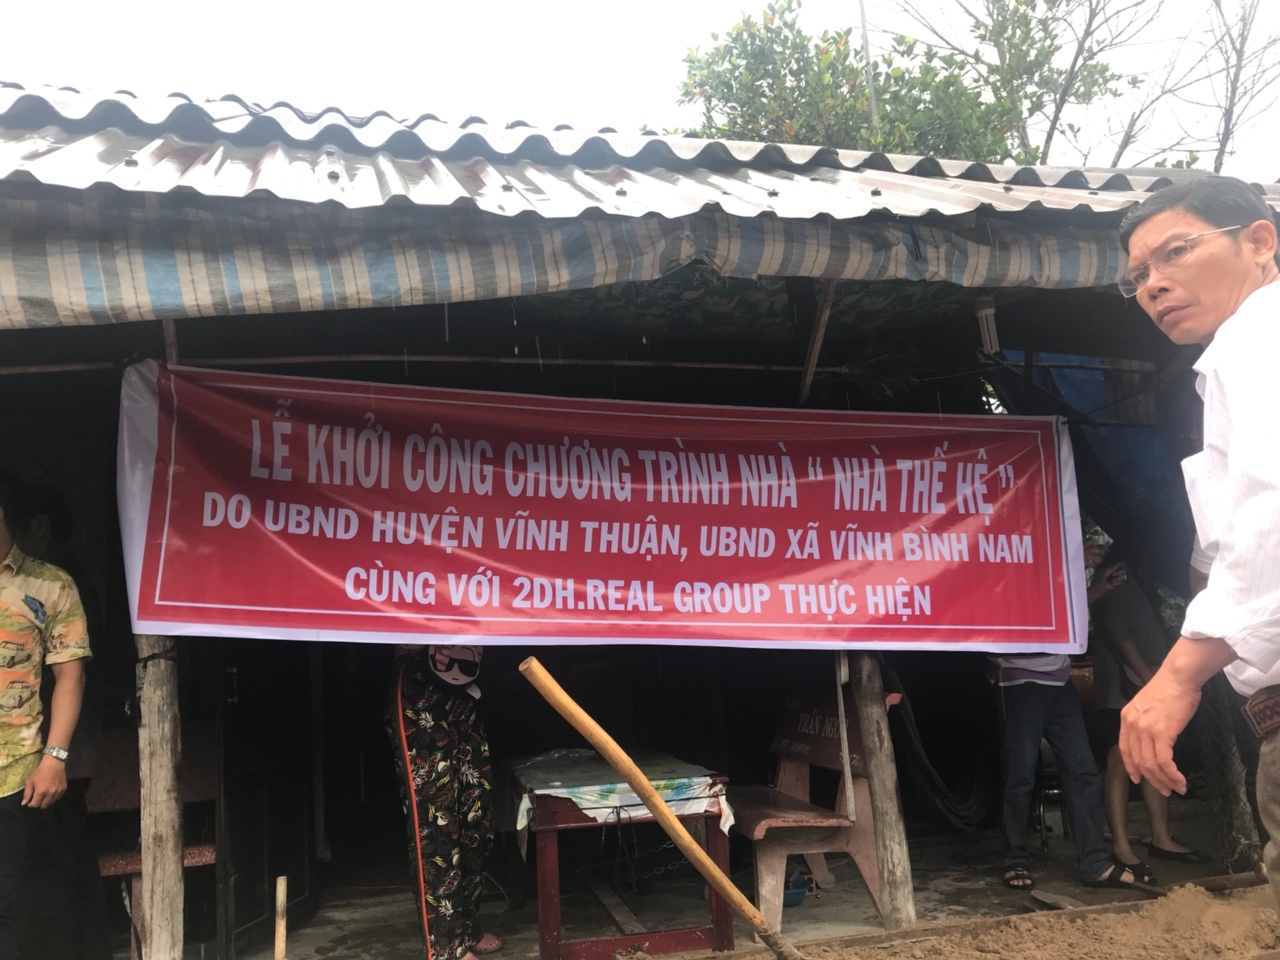 LỄ KHỞI CÔNG CHƯƠNG TRÌNH NHÀ “ NHÀ THẾ HỆ ”
DO UBND HUYỆN VĨNH THUẬN, UBND XÃ VĨNH BÌNH NAM
CÙNG VỚI 2DH.REAL GROUP THỰC HIỆN
TRẦN